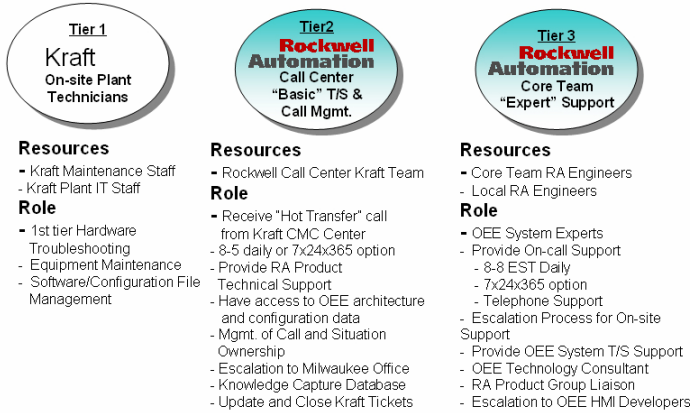 Tier 1
Kraft
On-site Plant
Technicians
Resources
- Kraft Maintenance Staff
- Kraft Plant IT Staff
Role
- 1st tier Hardware
Troubleshooting
- Equipment Maintenance
- Software/Configuration File
Management
Tier2
Rockwell
Automation
Call Center
“Basic” T/S &
Call Mgmt.
Resources
- Rockwell Call Center Kraft Team
Role
- Receive “Hot Transfer” call
from Kraft CMC Center
- 8-5 daily or 7x24x365 option
- Provide RA Product
Technical Support
- Have access to OEE architecture
and configuration data
- Mgmt. of Call and Situation
Ownership
- Escalation to Milwaukee Office
- Knowledge Capture Database
- Update and Close Kraft Tickets
Tier 3
Rockwell
Automation
Core Team
“Expert” Support
Resources
- Core Team RA Engineers
- Local RA Engineers
Role
- OEE System Experts
- Provide On-call Support
- 8-8 EST Daily
- 7x24x365 option
- Telephone Support
- Escalation Process for On-site
Support
- Provide OEE System T/S Support
- OEE Technology Consultant
- RA Product Group Liaison
- Escalation to OEE HMI Developers